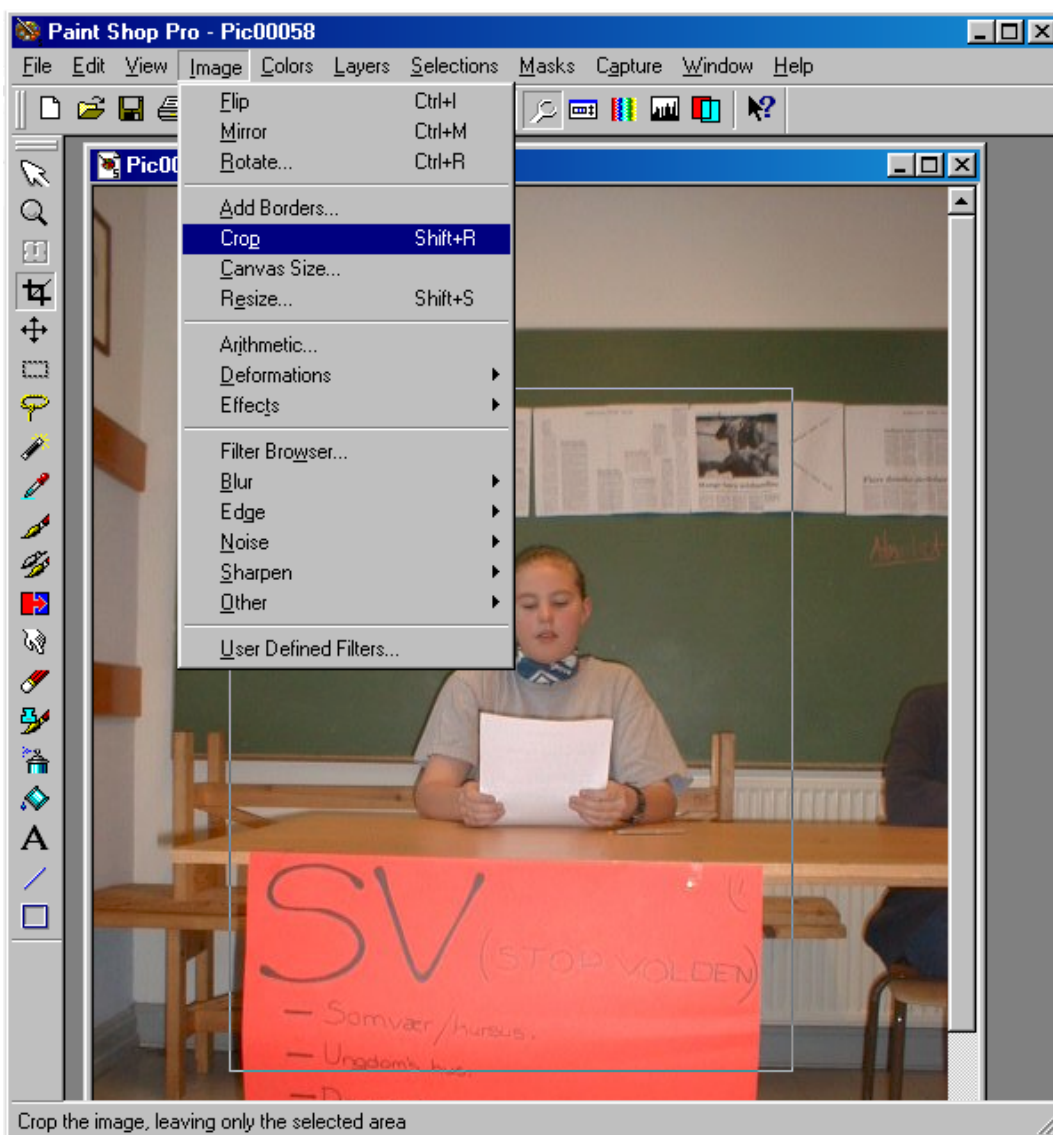 Paint Shop Pro - Pic00058
File Edit View Image Colors Layers Selections Masks Capture Window Help
Pic00
Flip Ctrl+I
Mirror Ctrl+M
Rotate... Ctrl+R
Add Borders...
Crop Shift+R
Canvas Size...
Resize... Shift+S
Arithmetic...
Deformations
Effects
Filter Browser...
Blur
Edge
Noise
Sharpen
Other
User Defined Filters...
SV (STOP VOLDEN)
— Samvær/kursus.
— Ungdom's hus.
A
Crop the image, leaving only the selected area